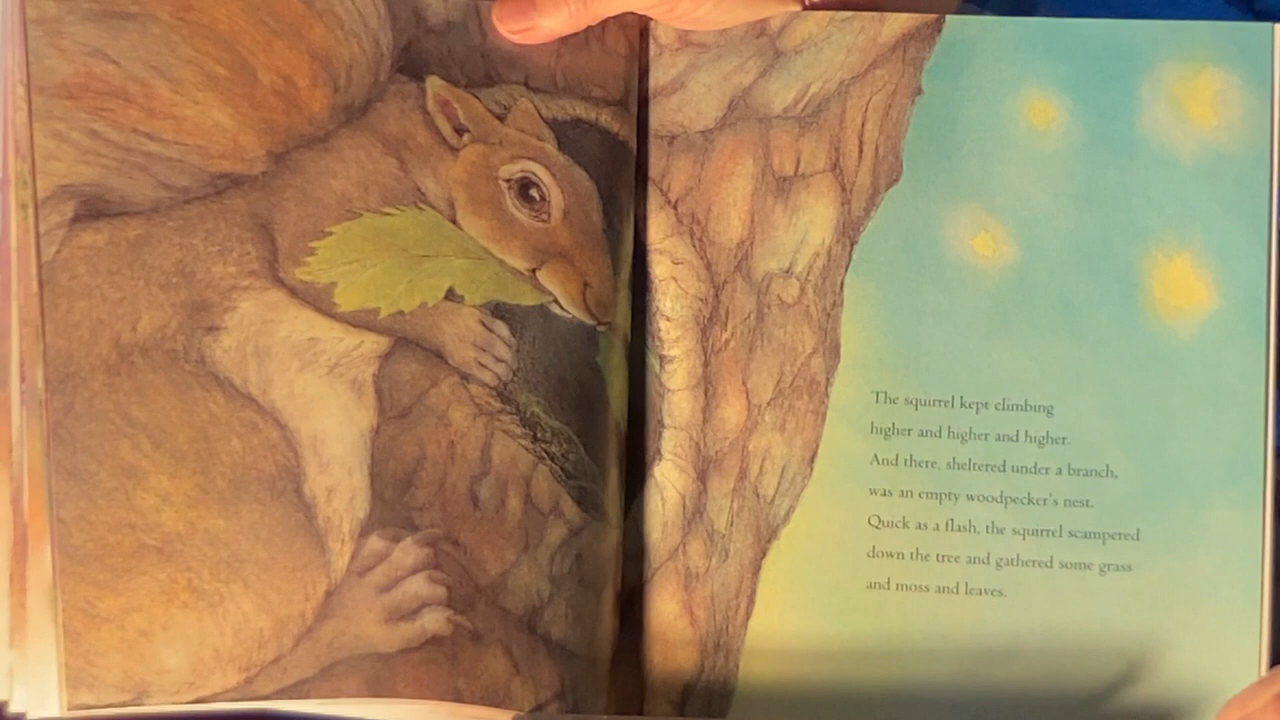 The squirrel kept climbing
higher and higher and higher.
And there, sheltered under a branch,
was an empty woodpecker's nest.
Quick as a flash, the squirrel scampered
down the tree and gathered some grass
and moss and leaves.